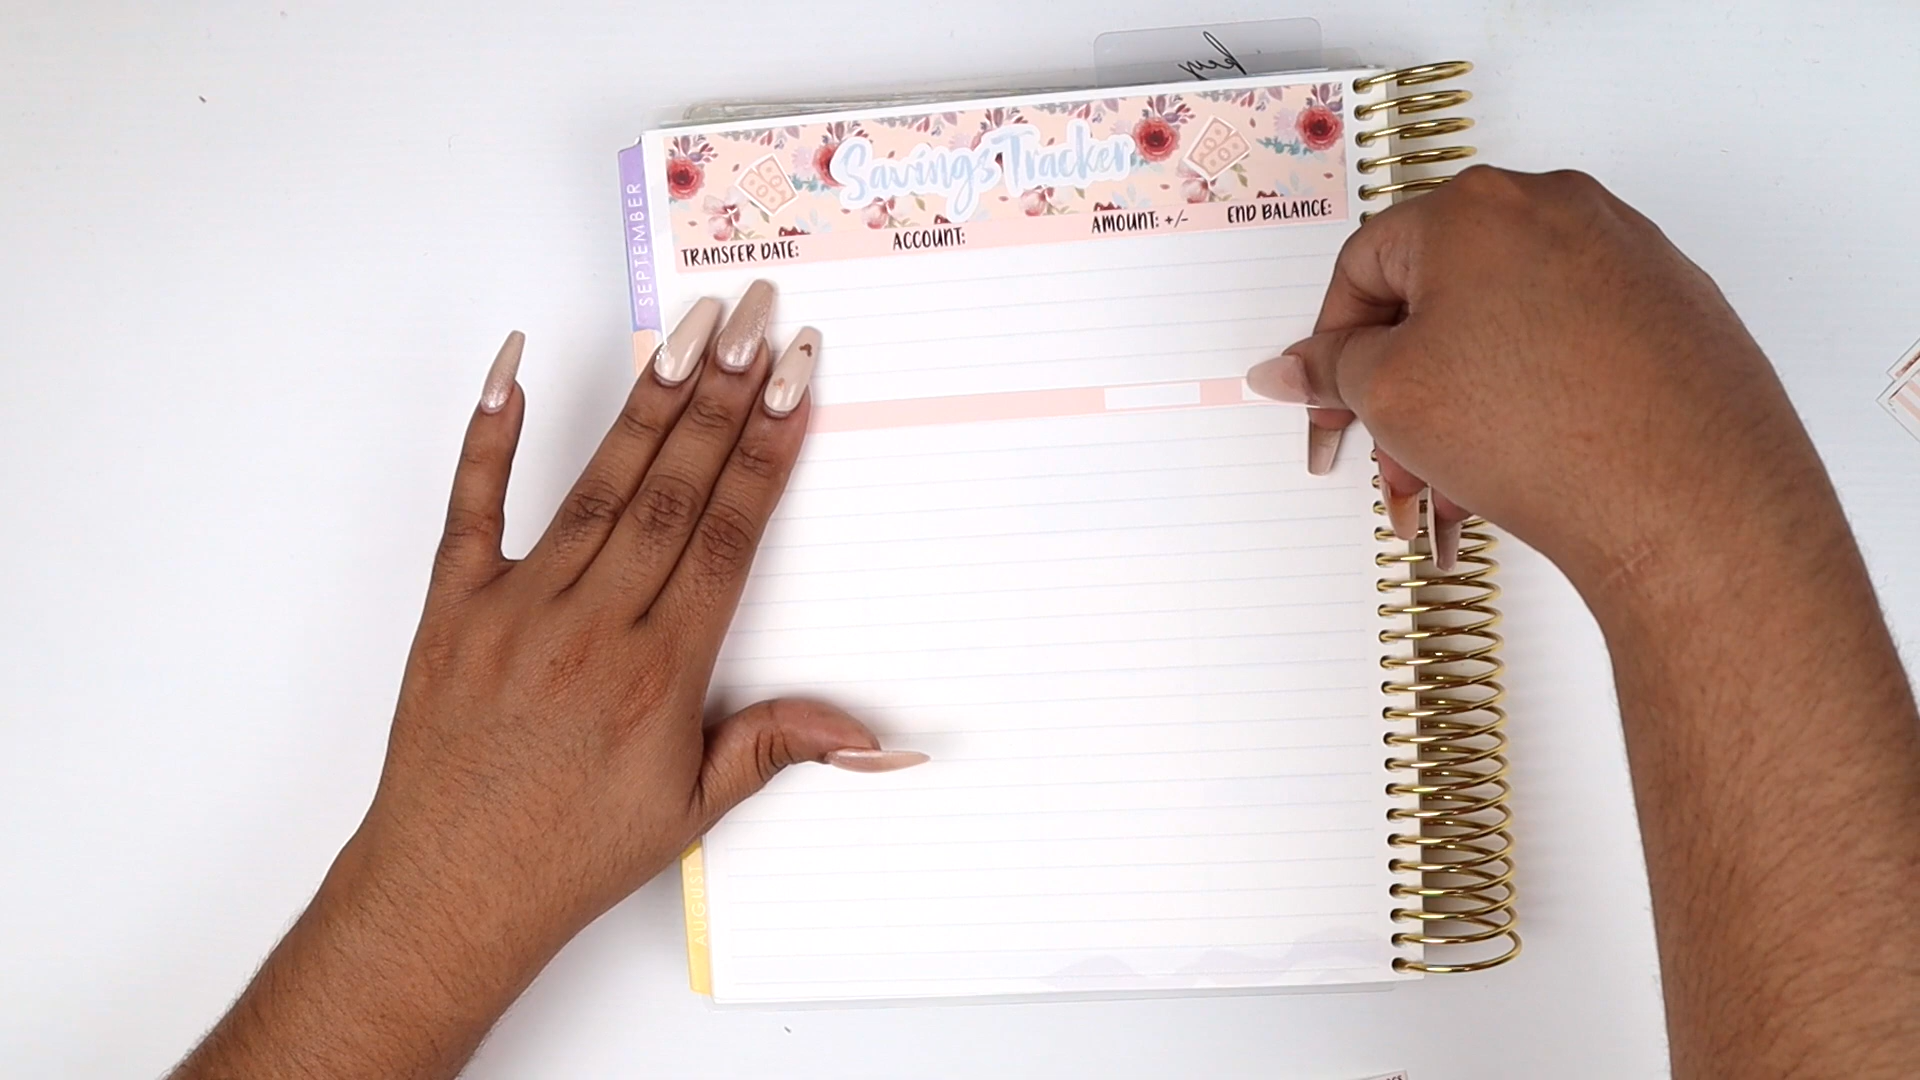 Savings Tracker
TRANSFER DATE: ACCOUNT: AMOUNT: +/- END BALANCE:
SEPTEMBER
AUGUST